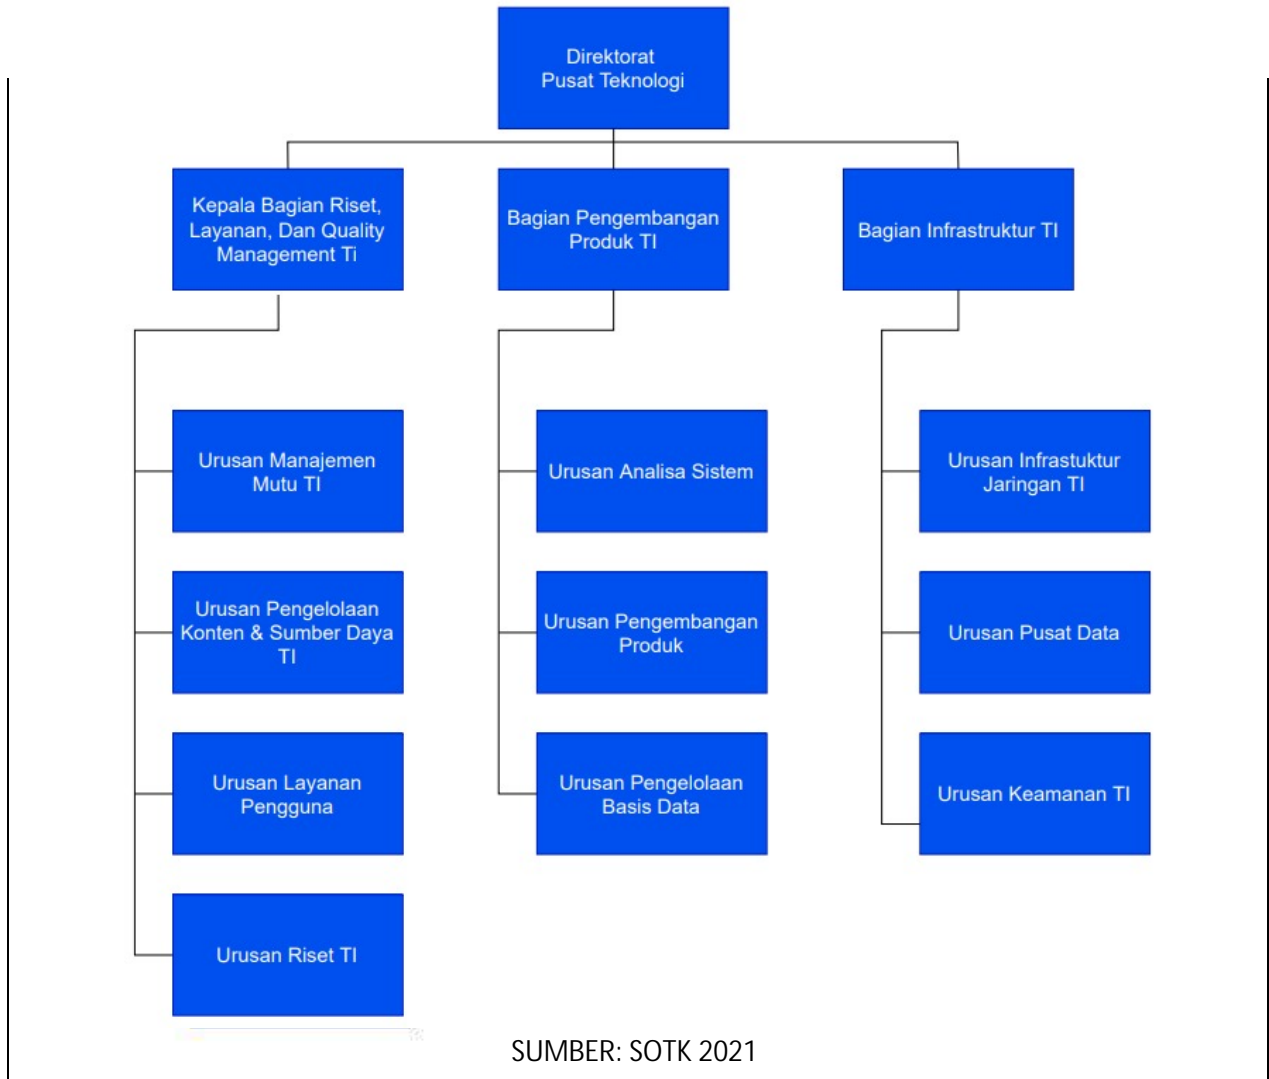 Direktorat
Pusat Teknologi
Kepala Bagian Riset,
Layanan, Dan Quality
Management Ti
Bagian Pengembangan
Produk TI
Bagian Infrastruktur TI
Urusan Manajemen
Mutu TI
Urusan Analisa Sistem
Urusan Infrastuktur
Jaringan TI
Urusan Pengelolaan
Konten & Sumber Daya
TI
Urusan Pengembangan
Produk
Urusan Pusat Data
Urusan Layanan
Pengguna
Urusan Pengelolaan
Basis Data
Urusan Keamanan TI
Urusan Riset TI
SUMBER: SOTK 2021